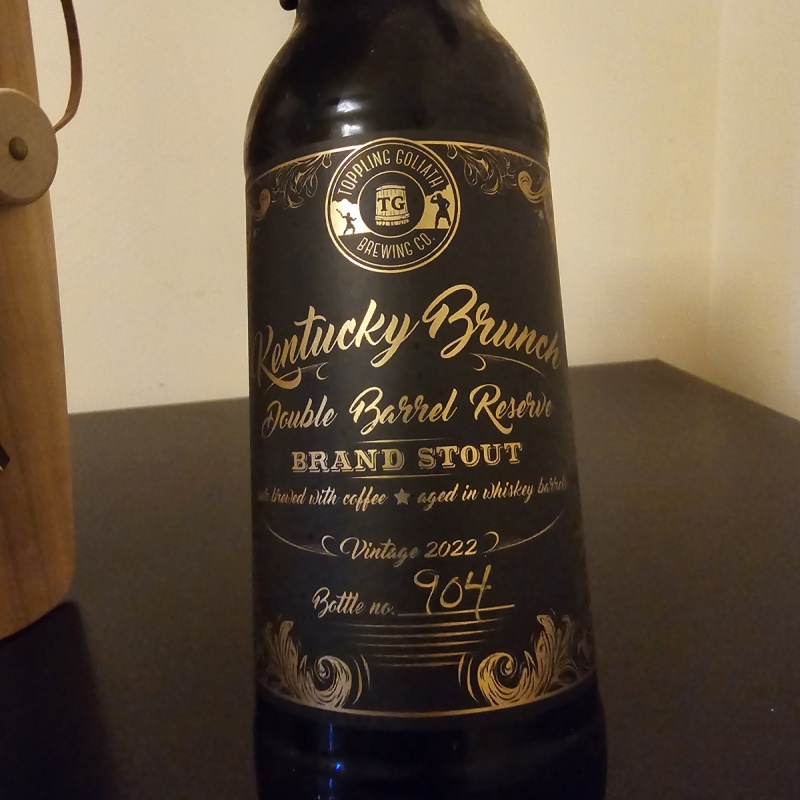 TOPPLING GOLIATH
TG
BREWING CO.
Kentucky Brunch
Double Barrel Reserve
BRAND STOUT
brewed with coffee ★ aged in whiskey barrels
Vintage 2022
Bottle no. 904